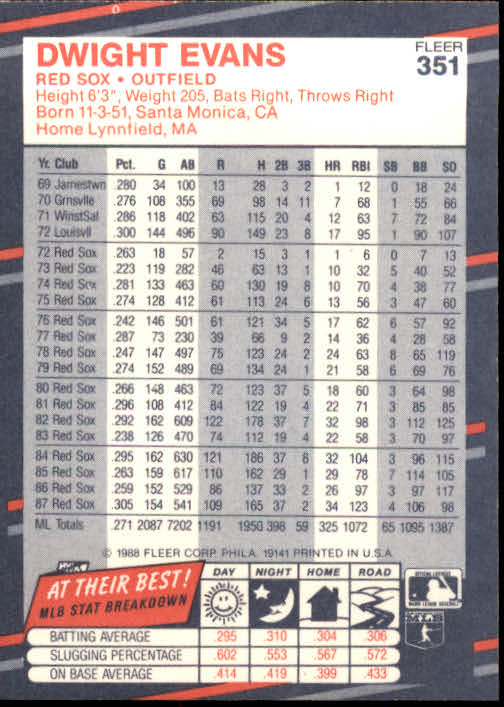 DWIGHT EVANS
RED SOX • OUTFIELD
Height 6'3", Weight 205, Bats Right, Throws Right
Born 11-3-51, Santa Monica, CA
Home Lynnfield, MA
FLEER
351
Yr. Club Pct. G AB R H 2B 3B HR RBI SB BB SO
69 Jamestwn .280 34 100 13 28 3 2 1 12 0 18 24
70 Grnsvlle .276 108 355 69 98 14 11 7 68 1 55 66
71 WinstSal .286 118 402 63 115 20 4 12 63 7 72 84
72 Louisvll .300 144 496 90 149 23 8 17 95 1 90 107
72 Red Sox .263 18 57 2 15 3 1 1 6 0 7 13
73 Red Sox .223 119 282 46 63 13 1 10 32 5 40 52
74 Red Sox .281 133 463 60 130 19 8 10 70 4 38 77
75 Red Sox .274 128 412 61 113 24 6 13 56 3 47 60
76 Red Sox .242 146 501 61 121 34 5 17 62 6 57 92
77 Red Sox .287 73 230 39 66 9 2 14 36 4 28 58
78 Red Sox .247 147 497 75 123 24 2 24 63 8 65 119
79 Red Sox .274 152 489 69 134 24 1 21 58 6 69 76
80 Red Sox .266 148 463 72 123 37 5 18 60 3 64 98
81 Red Sox .296 108 412 84 122 19 4 22 71 3 85 85
82 Red Sox .292 162 609 122 178 37 7 32 98 3 112 125
83 Red Sox .238 126 470 74 112 19 4 22 58 3 70 97
84 Red Sox .295 162 630 121 186 37 8 32 104 3 96 115
85 Red Sox .263 159 617 110 162 29 1 29 78 7 114 105
86 Red Sox .259 152 529 86 137 33 2 26 97 3 97 117
87 Red Sox .305 154 541 109 165 37 2 34 123 4 106 98
ML Totals .271 2087 7202 1191 1950 398 59 325 1072 65 1095 1387
© 1988 FLEER CORP. PHILA. 19141 PRINTED IN U.S.A.
AT THEIR BEST!
MLB STAT BREAKDOWN
DAY NIGHT HOME ROAD
BATTING AVERAGE .295 .310 .304 .306
SLUGGING PERCENTAGE .602 .553 .567 .572
ON BASE AVERAGE .414 .419 .399 .433